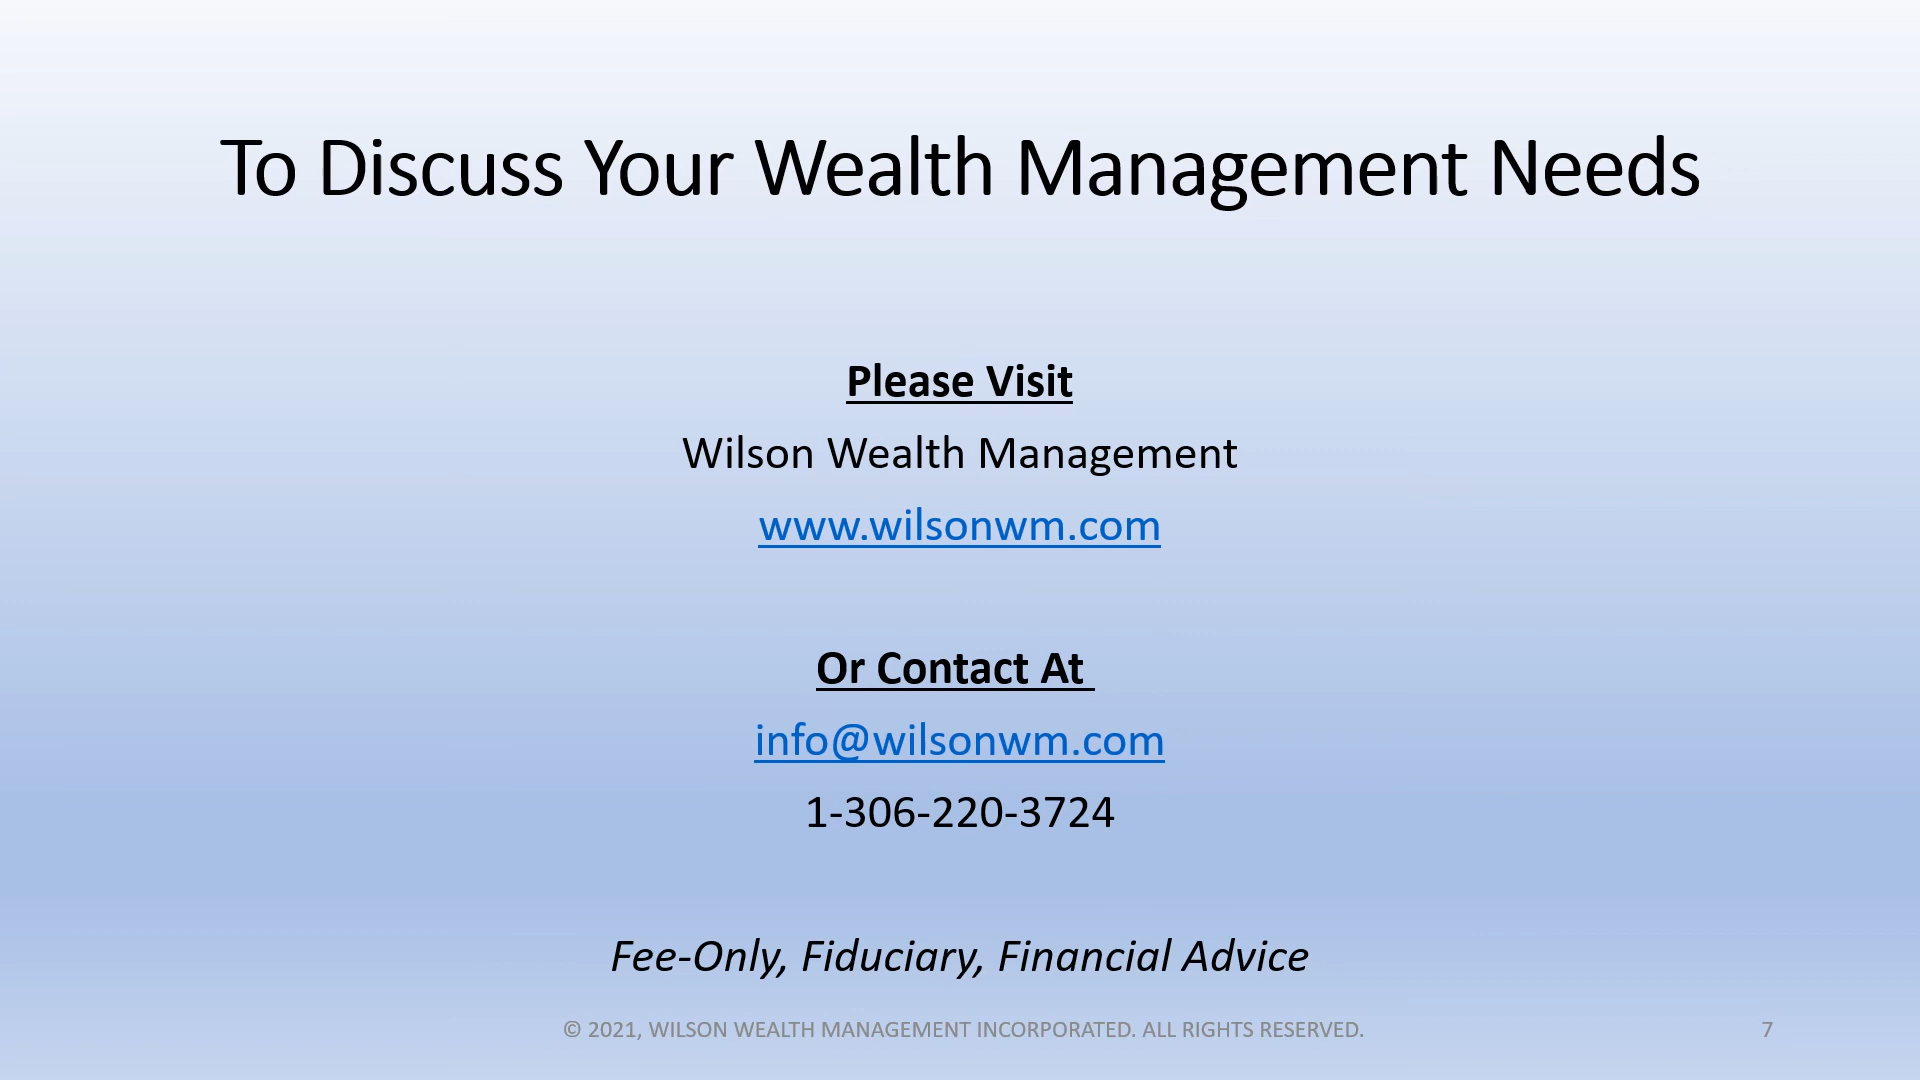 To Discuss Your Wealth Management Needs
Please Visit
Wilson Wealth Management
www.wilsonwm.com
Or Contact At
info@wilsonwm.com
1-306-220-3724
Fee-Only, Fiduciary, Financial Advice
© 2021, WILSON WEALTH MANAGEMENT INCORPORATED. ALL RIGHTS RESERVED.
7